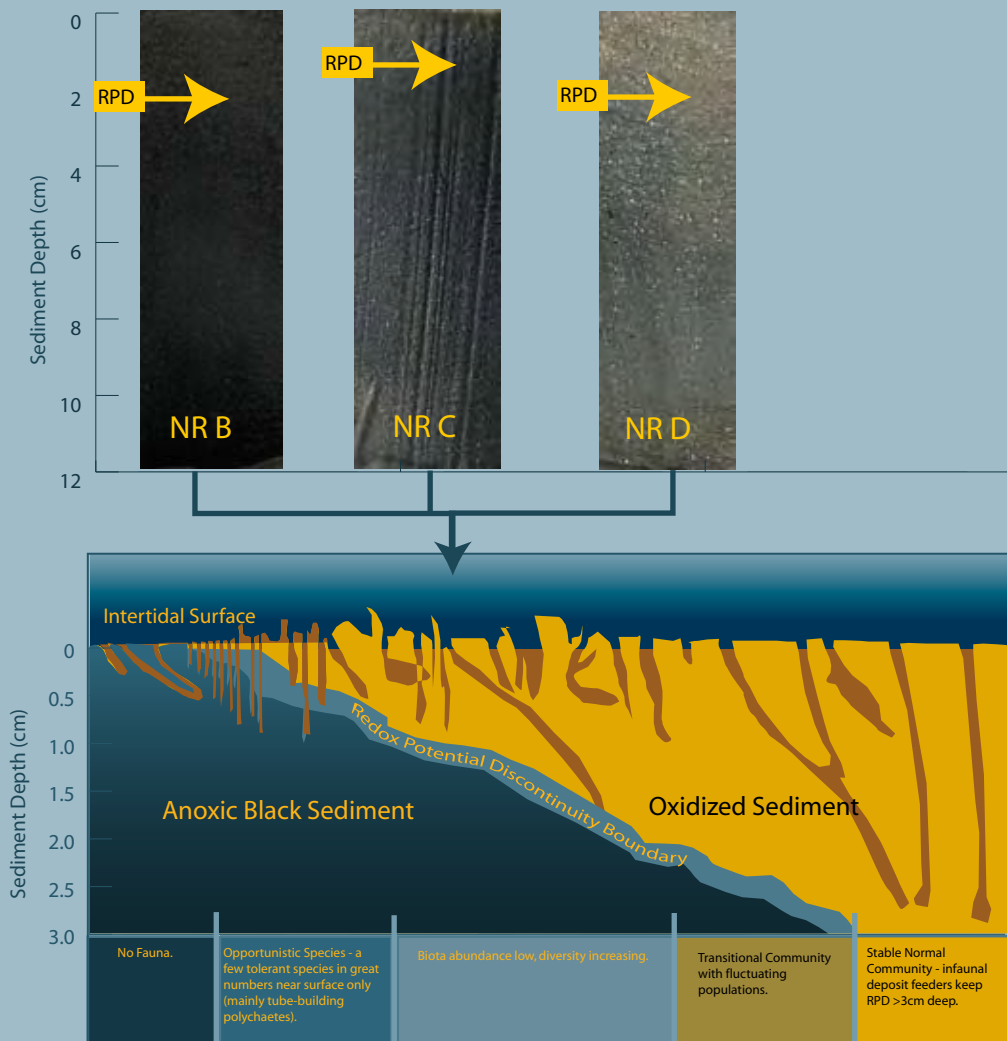 0
2
4
6
8
10
12
Sediment Depth (cm)
RPD
RPD
RPD
NR B
NR C
NR D
Intertidal Surface
0
0.5
1.0
1.5
2.0
2.5
3.0
Sediment Depth (cm)
Redox Potential Discontinuity Boundary
Anoxic Black Sediment
Oxidized Sediment
No Fauna.
Opportunistic Species - a
few tolerant species in great
numbers near surface only
(mainly tube-building
polychaetes).
Biota abundance low, diversity increasing.
Transitional Community
with fluctuating
populations.
Stable Normal
Community - infaunal
deposit feeders keep
RPD >3cm deep.